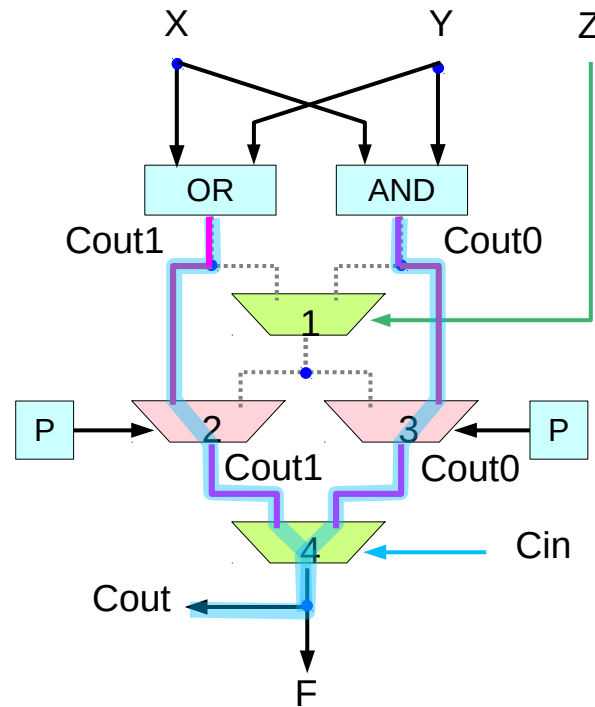 X Y Z
OR AND
Cout1 Cout0
1
P 2 3 P
Cout1 Cout0
4 Cin
Cout
F